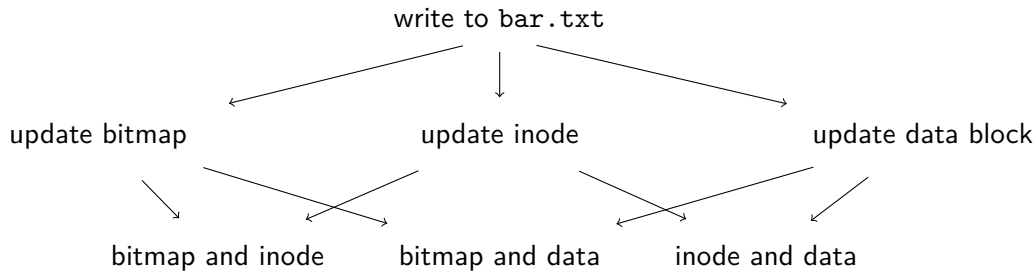 write to bar.txt
update bitmap
update inode
update data block
bitmap and inode
bitmap and data
inode and data